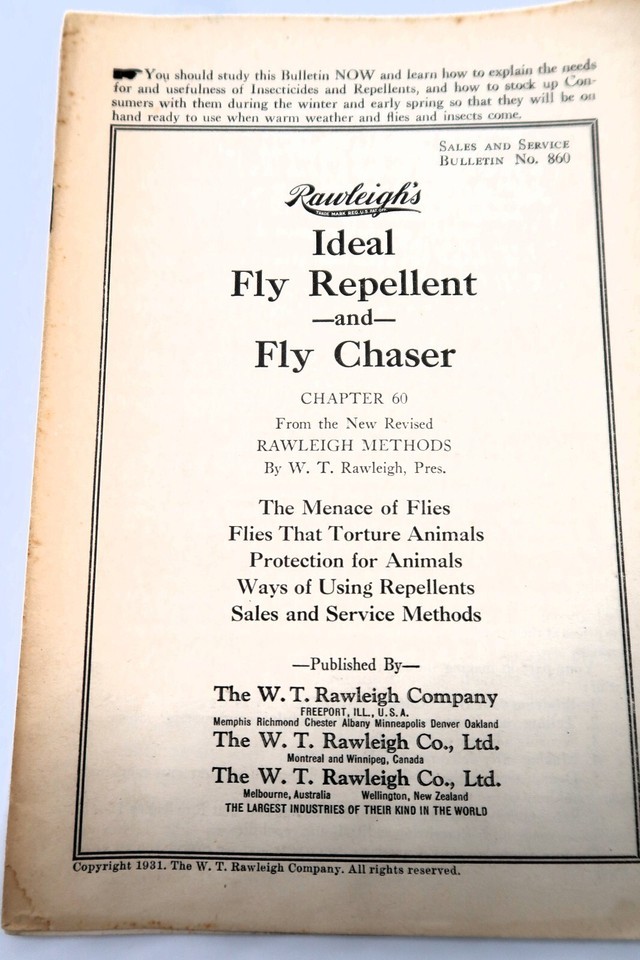 You should study this Bulletin NOW and learn how to explain the needs
for and usefulness of Insecticides and Repellents, and how to stock up Con-
sumers with them during the winter and early spring so that they will be on
hand ready to use when warm weather and flies and insects come.
SALES AND SERVICE
BULLETIN No. 860
Rawleigh's
TRADE MARK REG. U.S. PAT. OFF.
Ideal
Fly Repellent
—and—
Fly Chaser
CHAPTER 60
From the New Revised
RAWLEIGH METHODS
By W. T. Rawleigh, Pres.
The Menace of Flies
Flies That Torture Animals
Protection for Animals
Ways of Using Repellents
Sales and Service Methods
—Published By—
The W. T. Rawleigh Company
FREEPORT, ILL., U.S.A.
Memphis Richmond Chester Albany Minneapolis Denver Oakland
The W. T. Rawleigh Co., Ltd.
Montreal and Winnipeg, Canada
The W. T. Rawleigh Co., Ltd.
Melbourne, Australia Wellington, New Zealand
THE LARGEST INDUSTRIES OF THEIR KIND IN THE WORLD
Copyright 1931. The W. T. Rawleigh Company. All rights reserved.